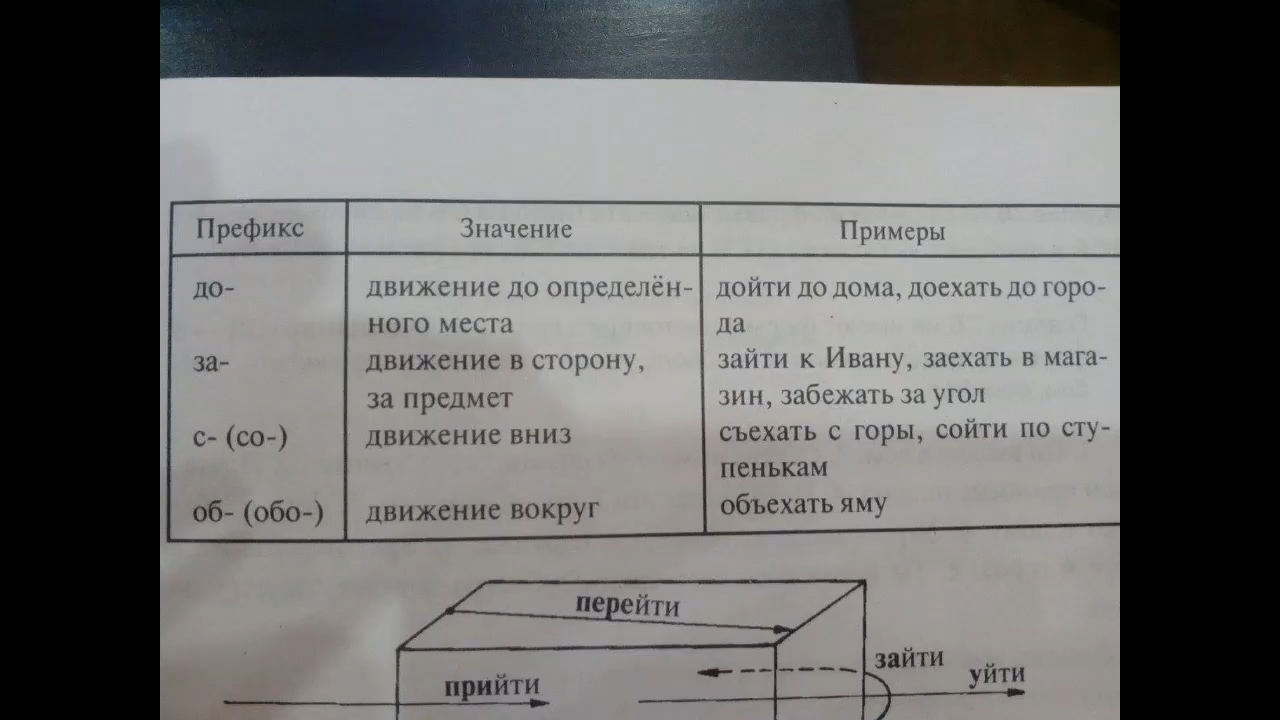 Префикс Значение Примеры
до- движение до определён- дойти до дома, доехать до горо-
ного места да
за- движение в сторону, зайти к Ивану, заехать в мага-
за предмет зин, забежать за угол
с- (со-) движение вниз съехать с горы, сойти по сту-
пенькам
об- (обо-) движение вокруг объехать яму
перейти
зайти
прийти уйти